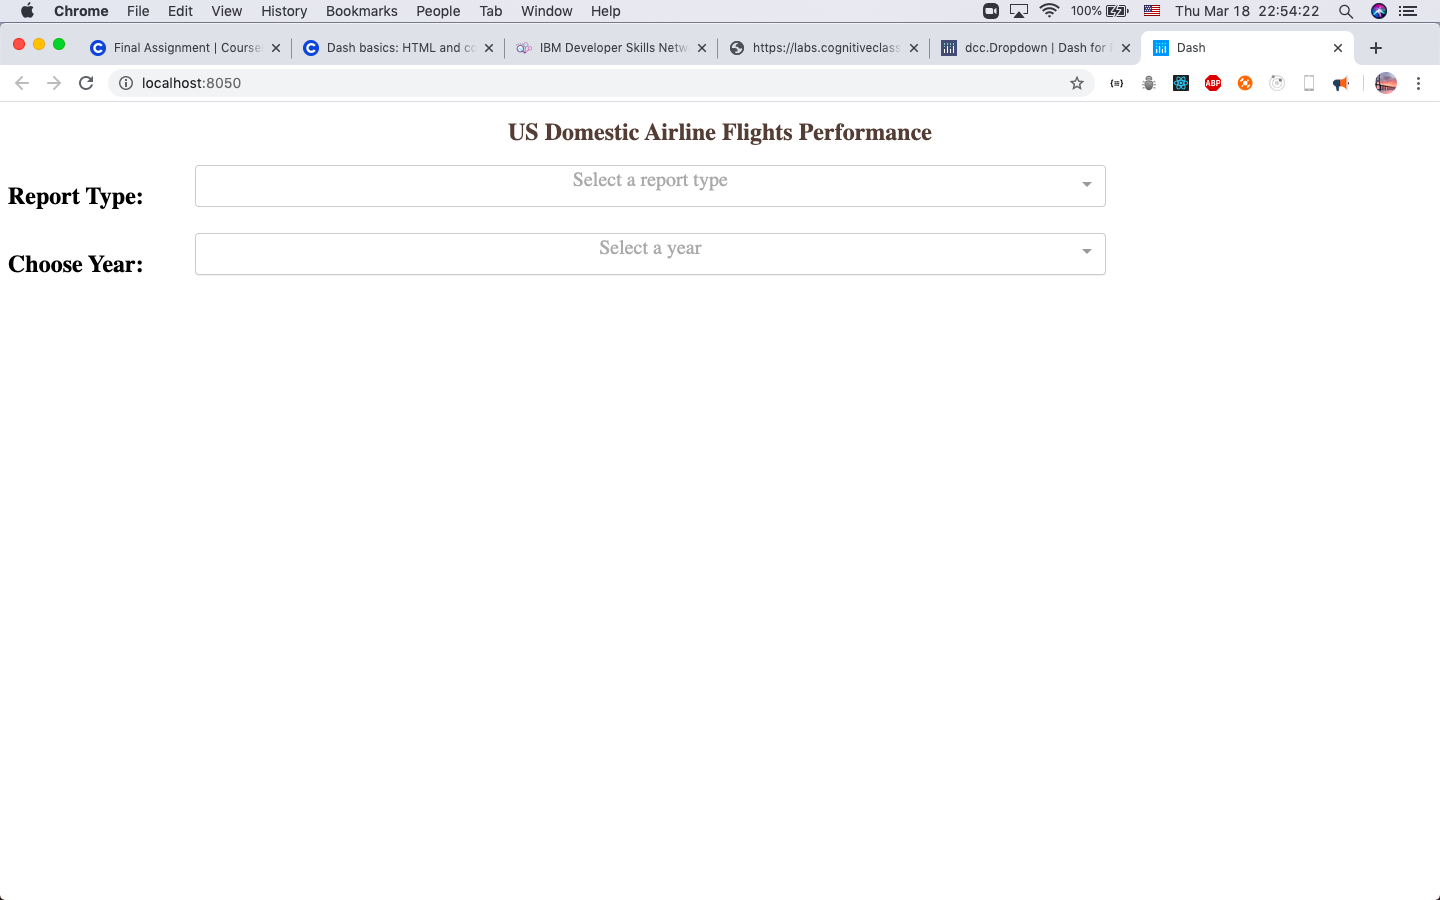 Chrome File Edit View History Bookmarks People Tab Window Help 100% Thu Mar 18 22:54:22
Final Assignment | Course Dash basics: HTML and co IBM Developer Skills Netw https://labs.cognitiveclass dcc.Dropdown | Dash for Dash
localhost:8050 {≡} ABP
US Domestic Airline Flights Performance
Select a report type
Report Type:
Select a year
Choose Year: